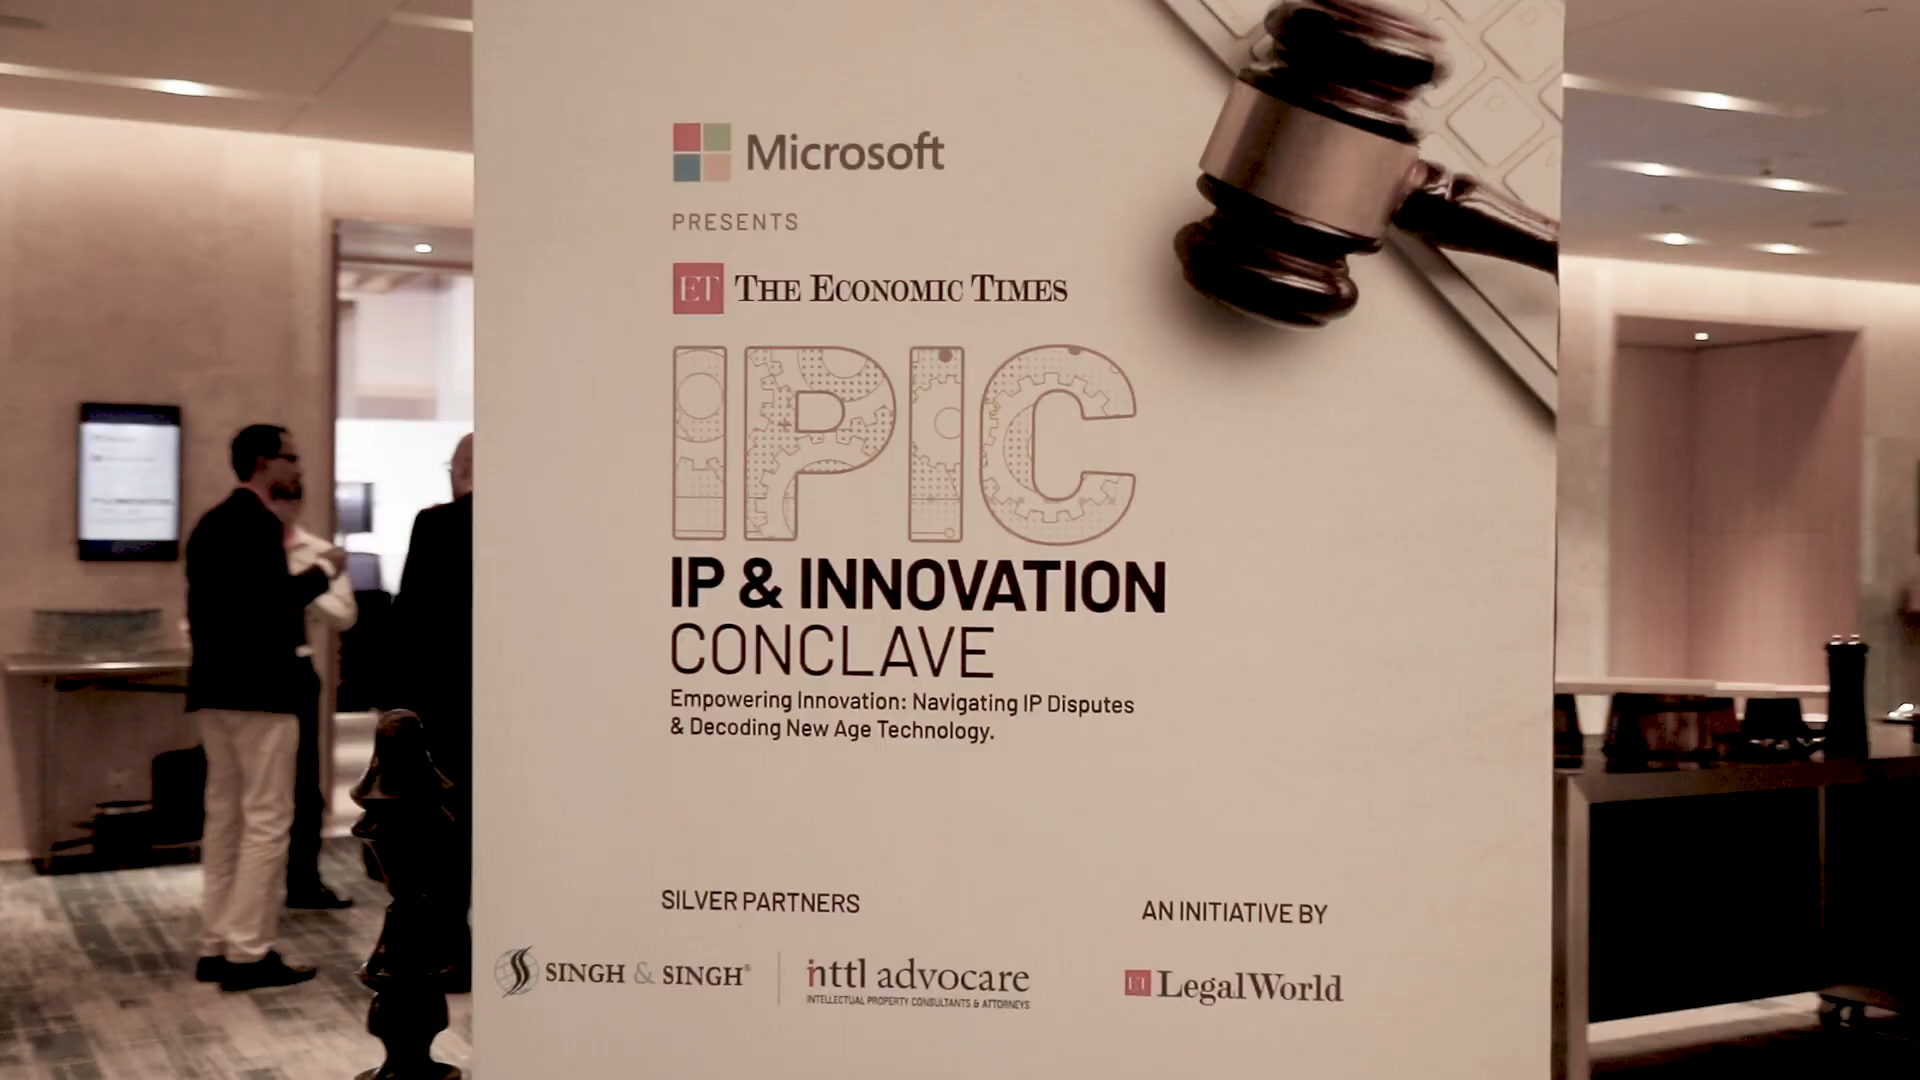 Microsoft
PRESENTS
ET THE ECONOMIC TIMES
IPIC
IP & INNOVATION
CONCLAVE
Empowering Innovation: Navigating IP Disputes
& Decoding New Age Technology.
SILVER PARTNERS
AN INITIATIVE BY
SINGH & SINGH®
inttl advocare
INTELLECTUAL PROPERTY CONSULTANTS & ATTORNEYS
ET LegalWorld